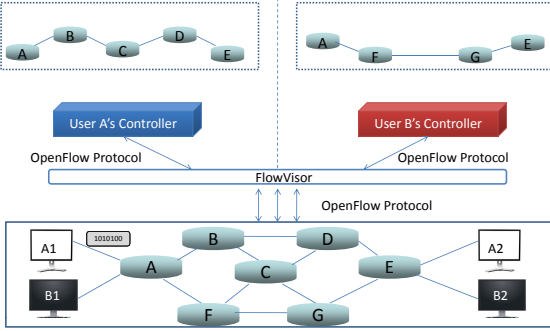 A B C D E
A F G E
User A's Controller
User B's Controller
OpenFlow Protocol
OpenFlow Protocol
FlowVisor
OpenFlow Protocol
A1
1010100
B
D
A2
A
C
E
B1
B2
F
G